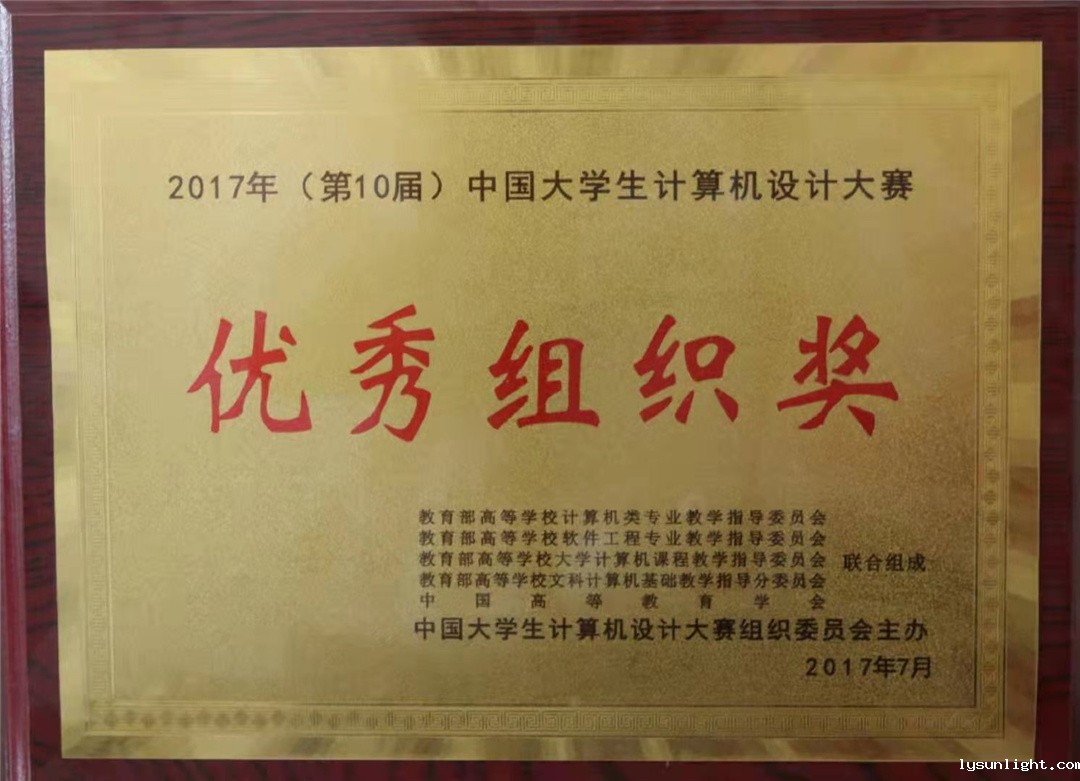 2017年（第10届）中国大学生计算机设计大赛
优秀组织奖
教育部高等学校计算机类专业教学指导委员会
教育部高等学校软件工程专业教学指导委员会
教育部高等学校大学计算机课程教学指导委员会 联合组成
教育部高等学校文科计算机基础教学指导分委员会
中国高等教育学会
中国大学生计算机设计大赛组织委员会主办
2017年7月
lysunlight.com